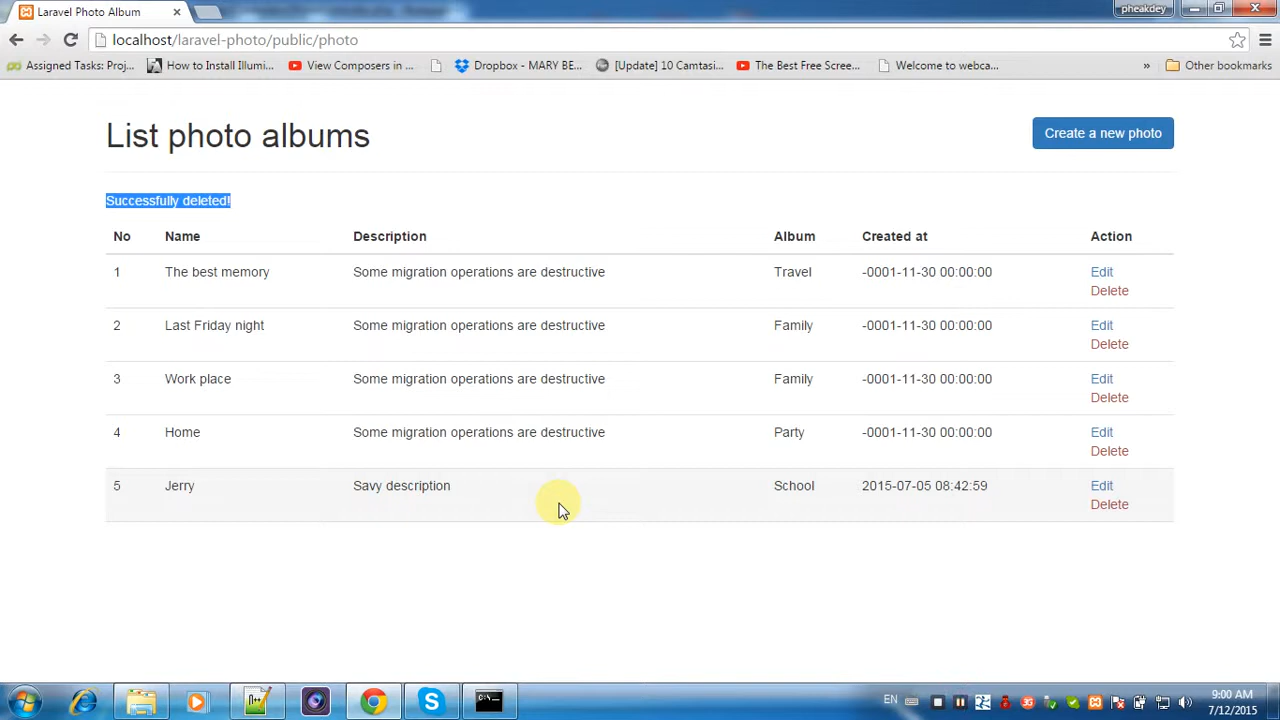 Laravel Photo Album
pheakdey
localhost/laravel-photo/public/photo
Assigned Tasks: Proj... How to Install Illumi... View Composers in ... Dropbox - MARY BE... [Update] 10 Camtasi... The Best Free Scree... Welcome to webca... » Other bookmarks
List photo albums
Create a new photo
Successfully deleted!
No Name Description Album Created at Action
1 The best memory Some migration operations are destructive Travel -0001-11-30 00:00:00 Edit
Delete
2 Last Friday night Some migration operations are destructive Family -0001-11-30 00:00:00 Edit
Delete
3 Work place Some migration operations are destructive Family -0001-11-30 00:00:00 Edit
Delete
4 Home Some migration operations are destructive Party -0001-11-30 00:00:00 Edit
Delete
5 Jerry Savy description School 2015-07-05 08:42:59 Edit
Delete
EN
9:00 AM
7/12/2015